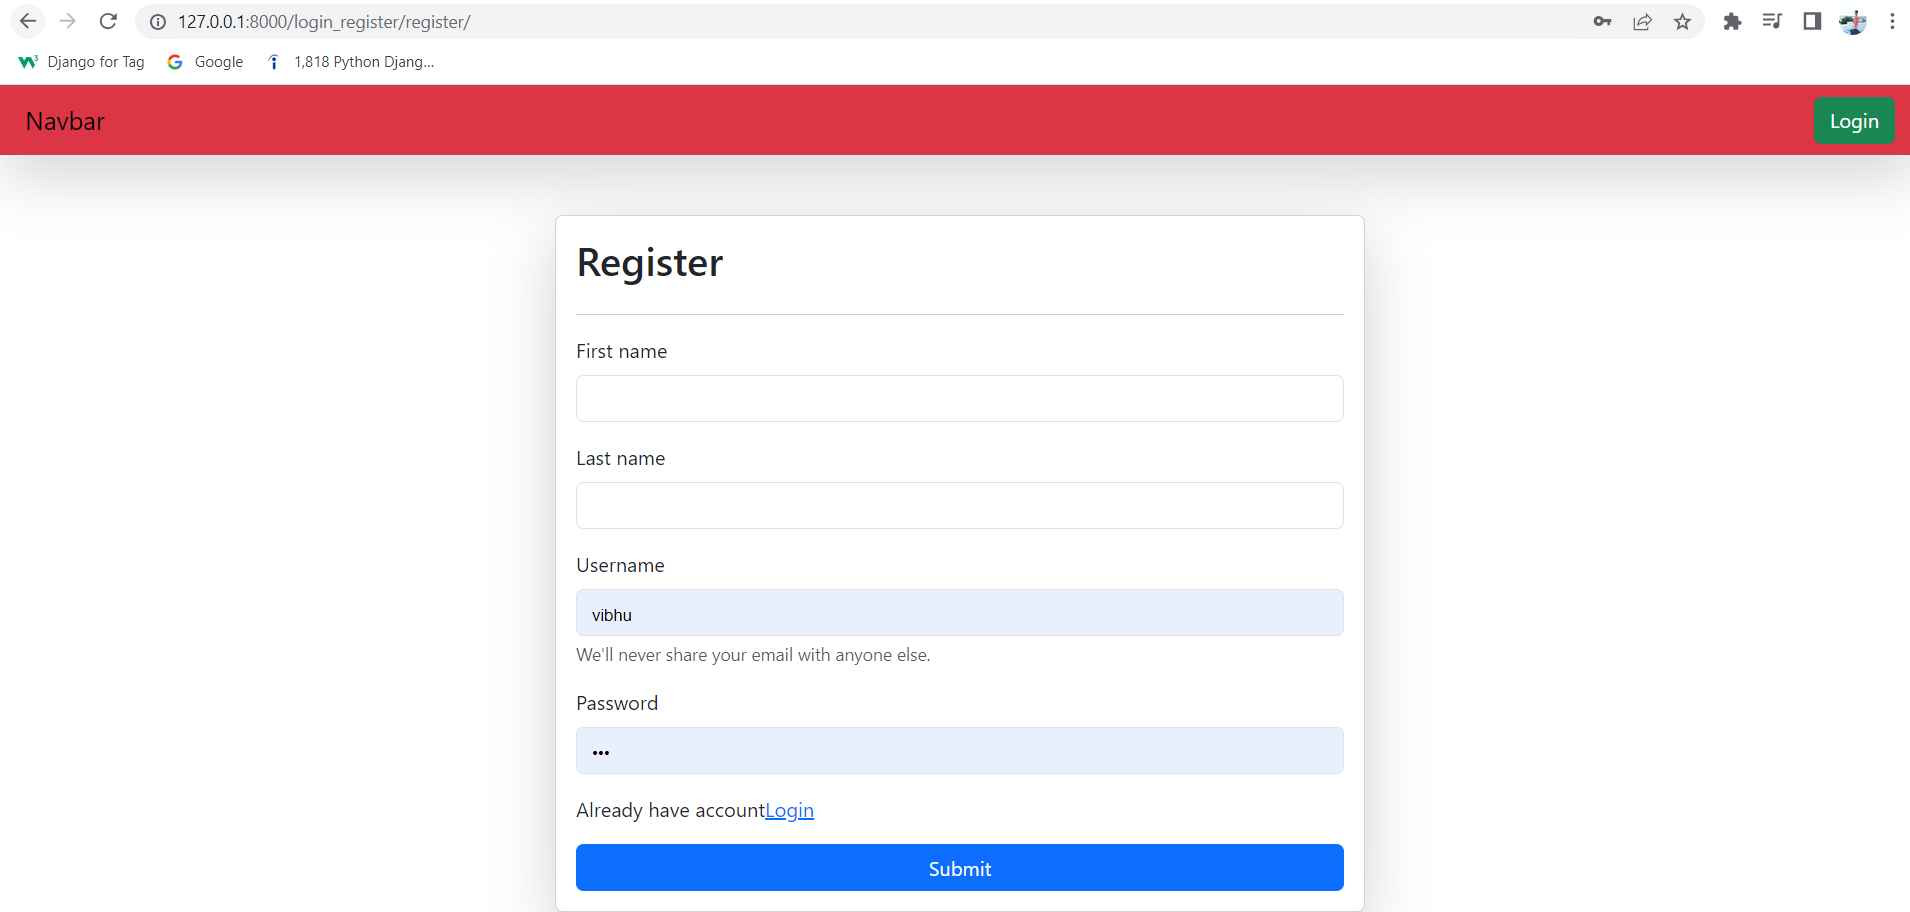 127.0.0.1:8000/login_register/register/
Django for Tag Google 1,818 Python Djang...
Navbar Login
Register
First name
Last name
Username
vibhu
We'll never share your email with anyone else.
Password
•••
Already have accountLogin
Submit